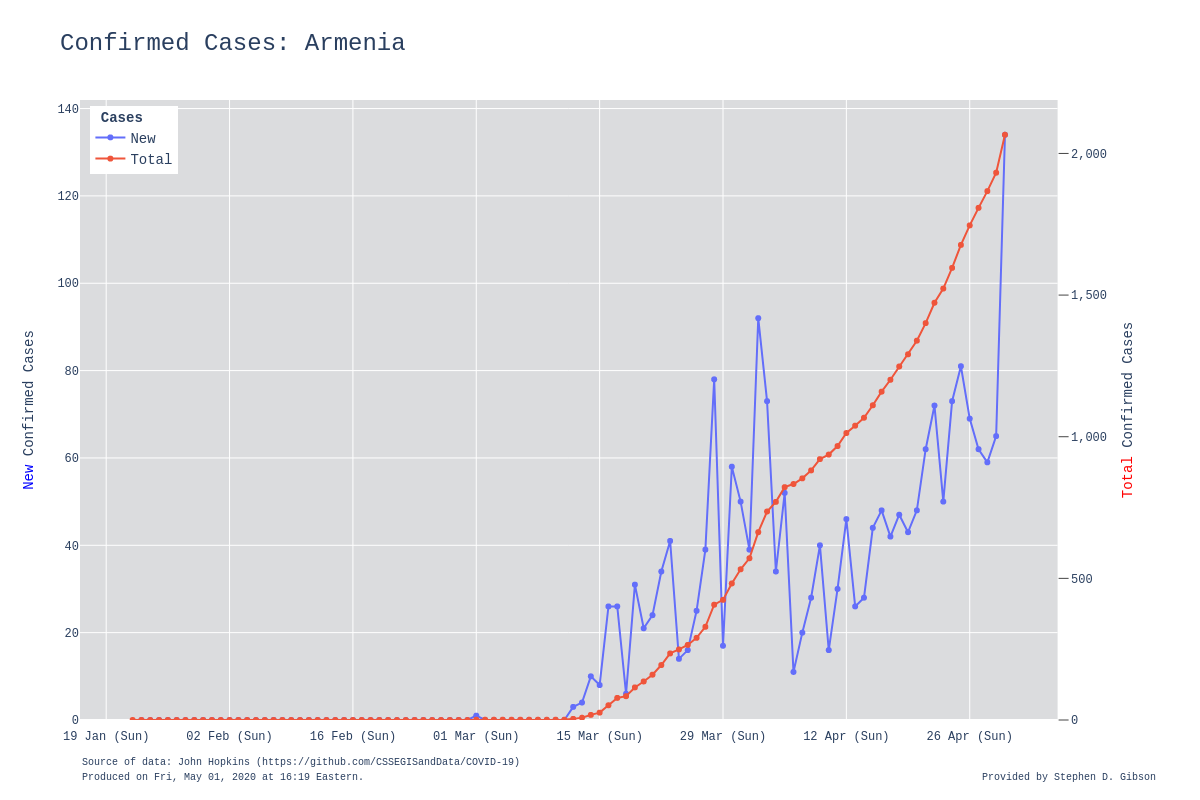 Confirmed Cases: Armenia
Cases
New
Total
140
120
100
80
60
40
20
0
New Confirmed Cases
2,000
1,500
1,000
500
0
Total Confirmed Cases
19 Jan (Sun)
02 Feb (Sun)
16 Feb (Sun)
01 Mar (Sun)
15 Mar (Sun)
29 Mar (Sun)
12 Apr (Sun)
26 Apr (Sun)
Source of data: John Hopkins (https://github.com/CSSEGISandData/COVID-19)
Produced on Fri, May 01, 2020 at 16:19 Eastern.
Provided by Stephen D. Gibson